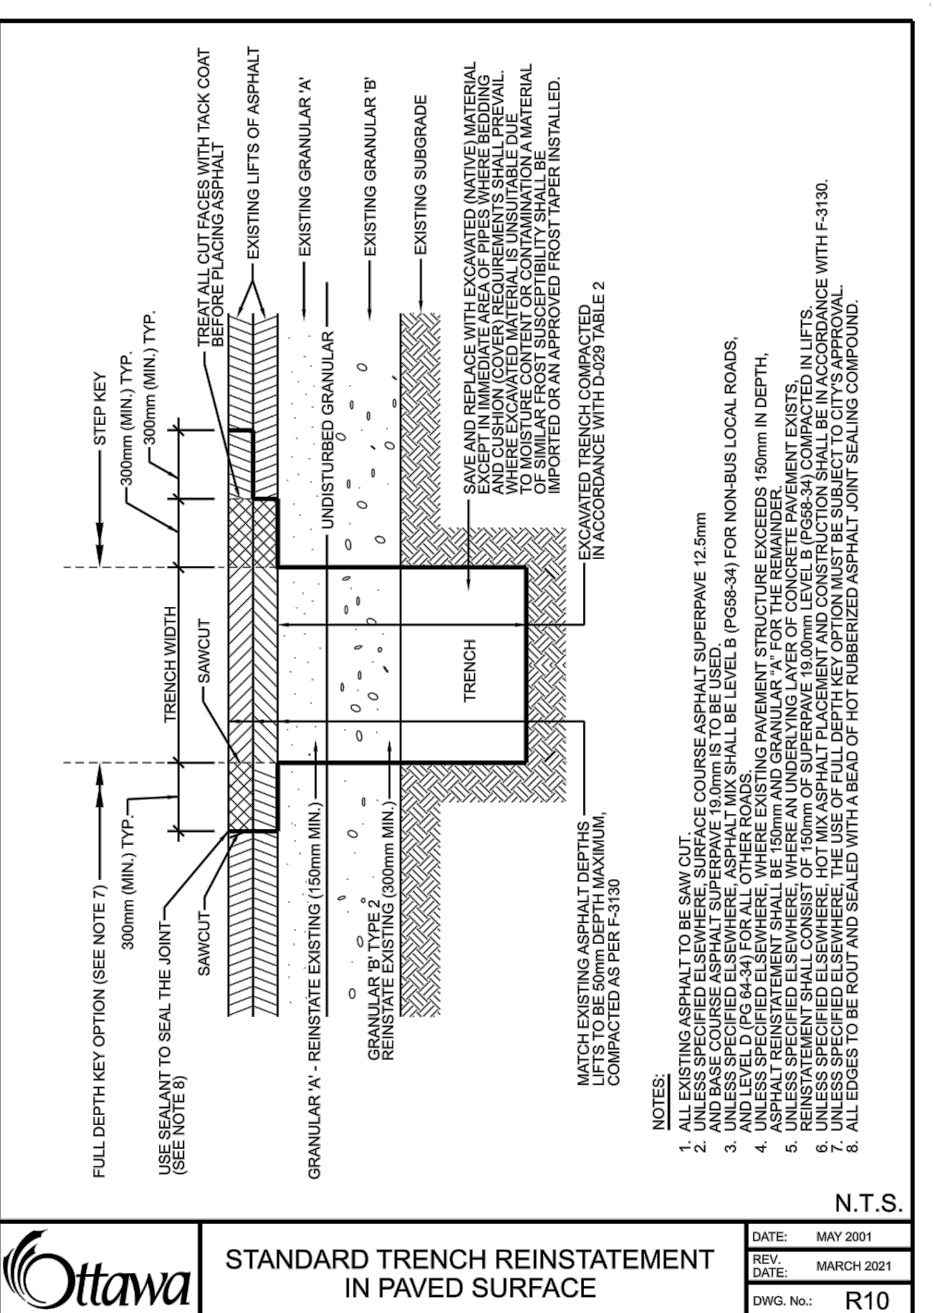 FULL DEPTH KEY OPTION (SEE NOTE 7)
STEP KEY
300mm (MIN.) TYP.
TRENCH WIDTH
300mm (MIN.) TYP.
300mm (MIN.) TYP.
USE SEALANT TO SEAL THE JOINT
(SEE NOTE 8)
SAWCUT
SAWCUT
TREAT ALL CUT FACES WITH TACK COAT
BEFORE PLACING ASPHALT
EXISTING LIFTS OF ASPHALT
EXISTING GRANULAR 'A'
UNDISTURBED GRANULAR
EXISTING GRANULAR 'B'
EXISTING SUBGRADE
GRANULAR 'A' - REINSTATE EXISTING (150mm MIN.)
GRANULAR 'B' TYPE 2
REINSTATE EXISTING (300mm MIN.)
TRENCH
SAVE AND REPLACE WITH EXCAVATED (NATIVE) MATERIAL
EXCEPT IN IMMEDIATE AREA OF PIPES WHERE BEDDING
AND CUSHION (COVER) REQUIREMENTS SHALL PREVAIL.
WHERE EXCAVATED MATERIAL IS UNSUITABLE DUE
TO MOISTURE CONTENT OR CONTAMINATION A MATERIAL
OF SIMILAR FROST SUSCEPTIBILITY SHALL BE
IMPORTED OR AN APPROVED FROST TAPER INSTALLED.
MATCH EXISTING ASPHALT DEPTHS
LIFTS TO BE 50mm DEPTH MAXIMUM,
COMPACTED AS PER F-3130
EXCAVATED TRENCH COMPACTED
IN ACCORDANCE WITH D-029 TABLE 2
NOTES:
1. ALL EXISTING ASPHALT TO BE SAW CUT.
2. UNLESS SPECIFIED ELSEWHERE, SURFACE COURSE ASPHALT SUPERPAVE 12.5mm
AND BASE COURSE ASPHALT SUPERPAVE 19.0mm IS TO BE USED.
3. UNLESS SPECIFIED ELSEWHERE, ASPHALT MIX SHALL BE LEVEL B (PG58-34) FOR NON-BUS LOCAL ROADS,
AND LEVEL D (PG 64-34) FOR ALL OTHER ROADS.
4. UNLESS SPECIFIED ELSEWHERE, WHERE EXISTING PAVEMENT STRUCTURE EXCEEDS 150mm IN DEPTH,
ASPHALT REINSTATEMENT SHALL BE 150mm AND GRANULAR "A" FOR THE REMAINDER.
5. UNLESS SPECIFIED ELSEWHERE, WHERE AN UNDERLYING LAYER OF CONCRETE PAVEMENT EXISTS,
REINSTATEMENT SHALL CONSIST OF 150mm OF SUPERPAVE 19.00mm LEVEL B (PG58-34) COMPACTED IN LIFTS.
6. UNLESS SPECIFIED ELSEWHERE, HOT MIX ASPHALT PLACEMENT AND CONSTRUCTION SHALL BE IN ACCORDANCE WITH F-3130.
7. UNLESS SPECIFIED ELSEWHERE, THE USE OF FULL DEPTH KEY OPTION MUST BE SUBJECT TO CITY'S APPROVAL.
8. ALL EDGES TO BE ROUT AND SEALED WITH A BEAD OF HOT RUBBERIZED ASPHALT JOINT SEALING COMPOUND.
N.T.S.
Ottawa
STANDARD TRENCH REINSTATEMENT
IN PAVED SURFACE
DATE: MAY 2001
REV. DATE: MARCH 2021
DWG. No.: R10